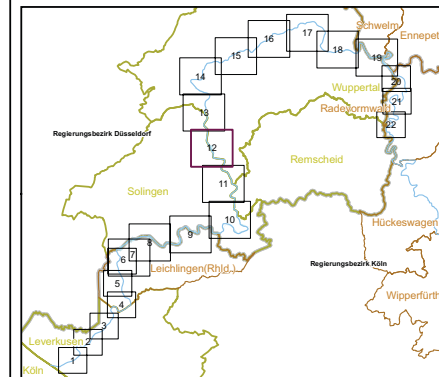 Schwelm
Ennepet
17
16
15
18
19
14
20
Wuppertal
21
Radevormwald
13
22
Regierungsbezirk Düsseldorf
12
Remscheid
11
Solingen
10
Hückeswagen
9
8
7
6
Leichlingen(Rhld.)
Regierungsbezirk Köln
5
Wipperfürth
4
3
Leverkusen
2
1
Köln